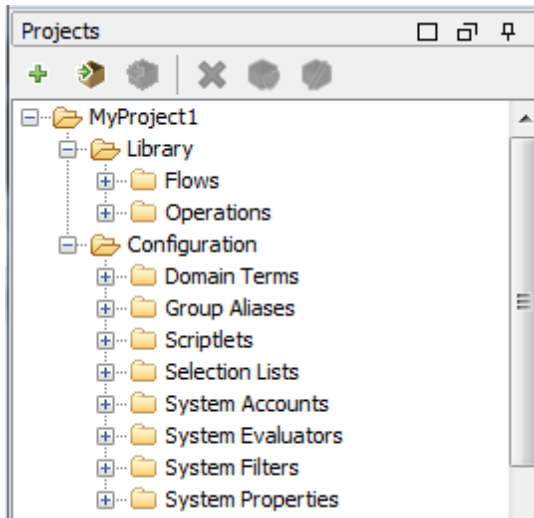 Projects
MyProject1
Library
Flows
Operations
Configuration
Domain Terms
Group Aliases
Scriptlets
Selection Lists
System Accounts
System Evaluators
System Filters
System Properties